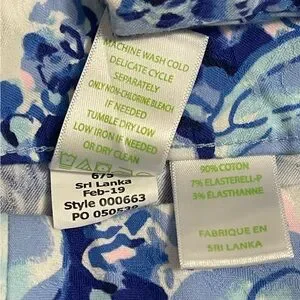 MACHINE WASH COLD
DELICATE CYCLE
SEPARATELY
ONLY NON-CHLORINE BLEACH
IF NEEDED
TUMBLE DRY LOW
LOW IRON IF NEEDED
OR DRY CLEAN
675
Sri Lanka
Feb-19
Style 000663
PO
90% COTON
7% ELASTERELL-P
3% ELASTHANNE
FABRIQUE EN
SRI LANKA